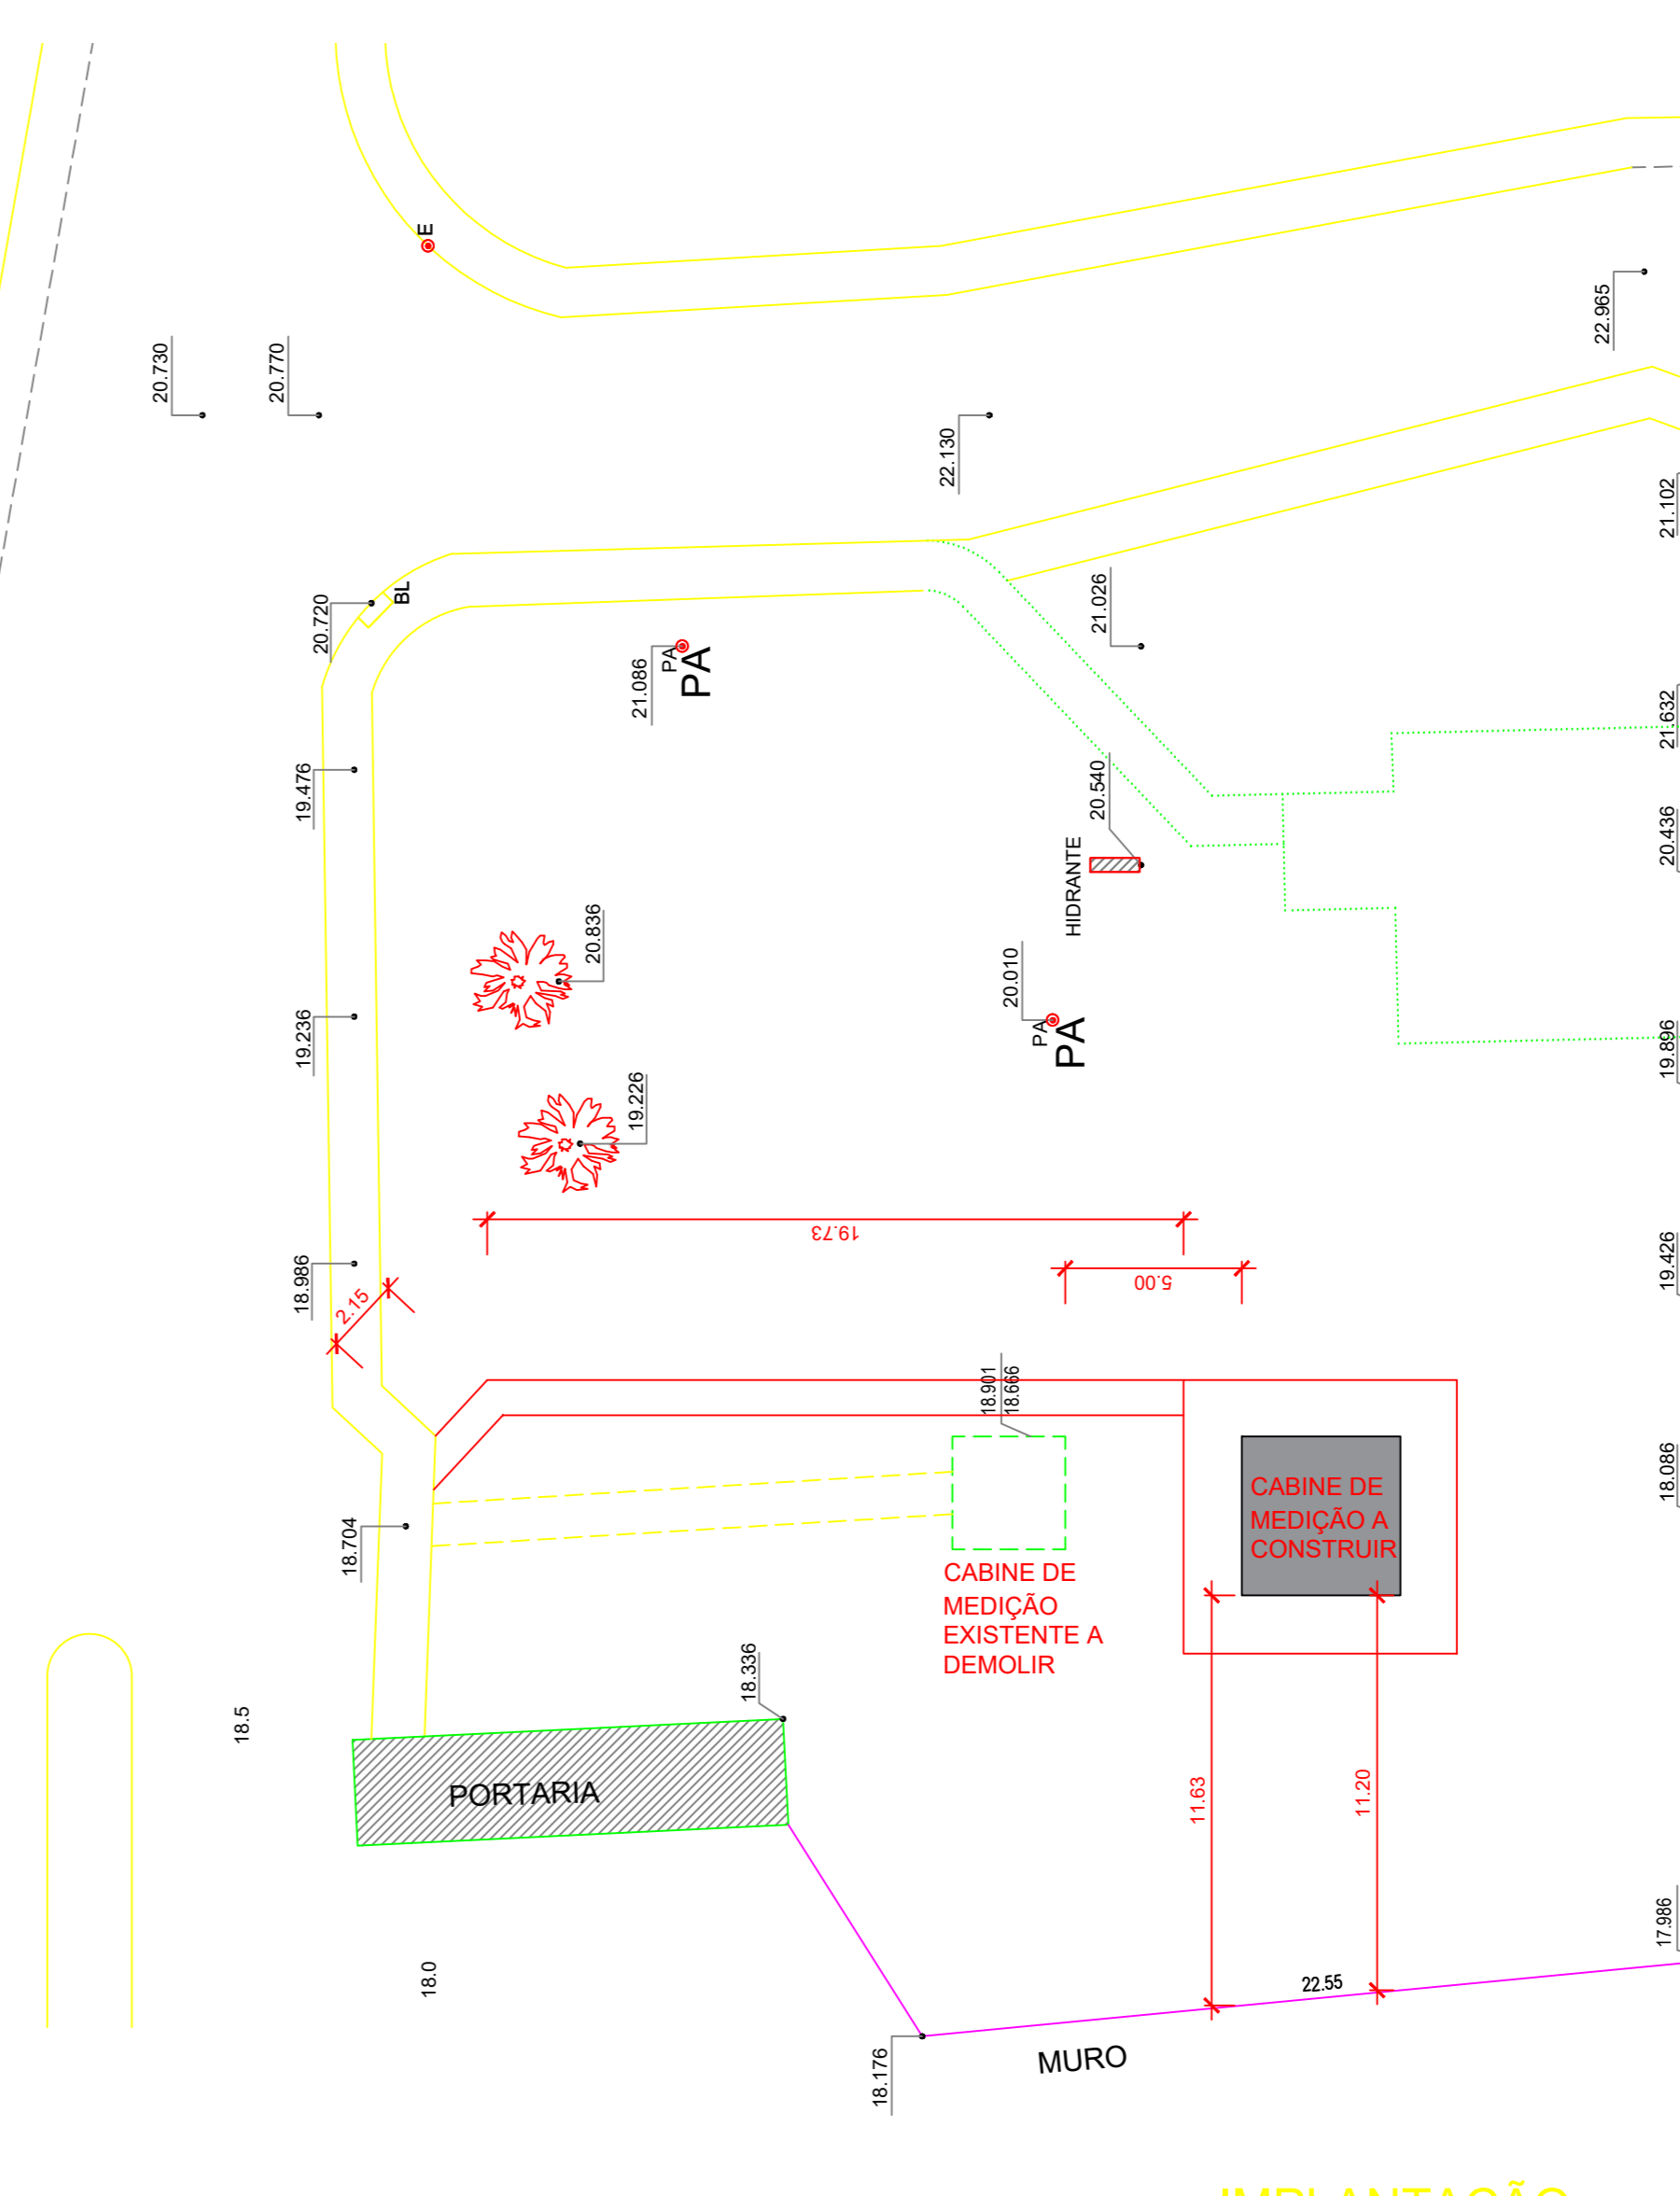 E
20.730
20.770
22.965
22.130
21.102
BL
20.720
21.026
21.086
PA
PA
21.632
19.476
20.540
20.436
HIDRANTE
20.836
20.010
19.236
PA
PA
19.896
19.226
19.73
18.986
5.00
19.426
2.15
18.901
18.666
18.086
18.704
CABINE DE
MEDIÇÃO A
CONSTRUIR
CABINE DE
MEDIÇÃO
EXISTENTE A
DEMOLIR
18.336
18.5
PORTARIA
11.63
11.20
17.986
18.0
22.55
18.176
MURO
IMPLANTAÇÃO